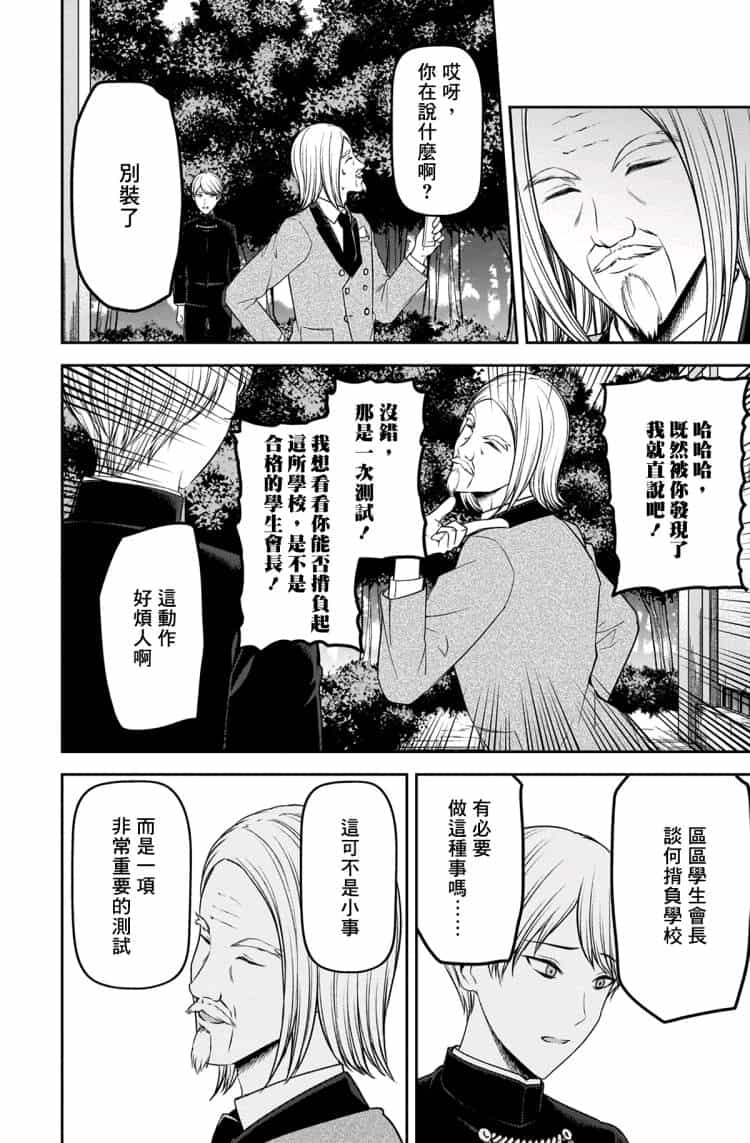 哎呀，
你在說什麼啊？
別裝了
哈哈哈，
既然被你發現了
我就直說吧！
沒錯，
那是一次測試！
我想看看你能否揹負起
這所學校，是不是
合格的學生會長！
這動作
好煩人啊
區區學生會長
談何揹負學校
有必要
做這種事嗎……
這可不是小事
而是一項
非常重要的測試